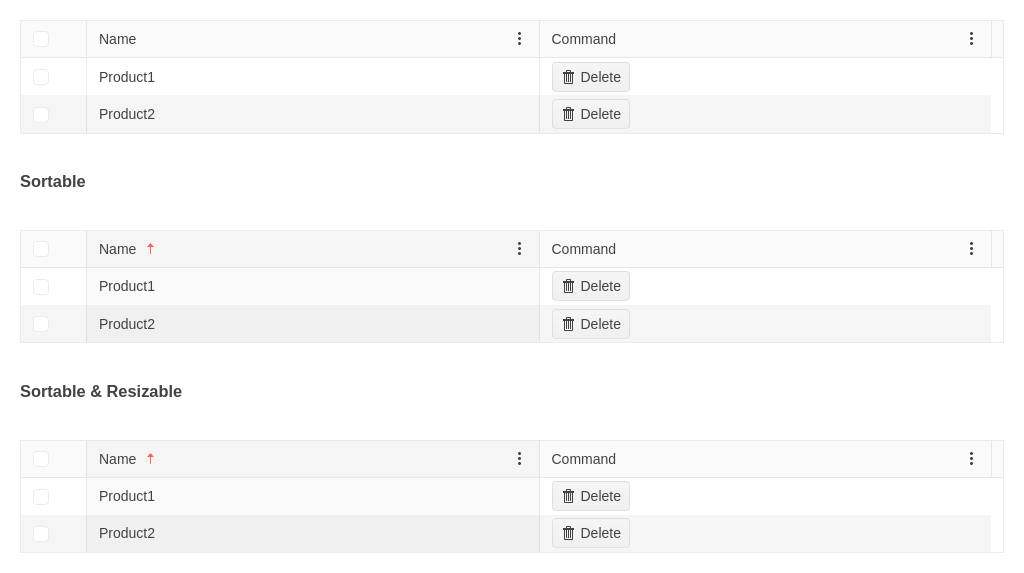 Name Command
Product1 Delete
Product2 Delete
Sortable
Name Command
Product1 Delete
Product2 Delete
Sortable & Resizable
Name Command
Product1 Delete
Product2 Delete